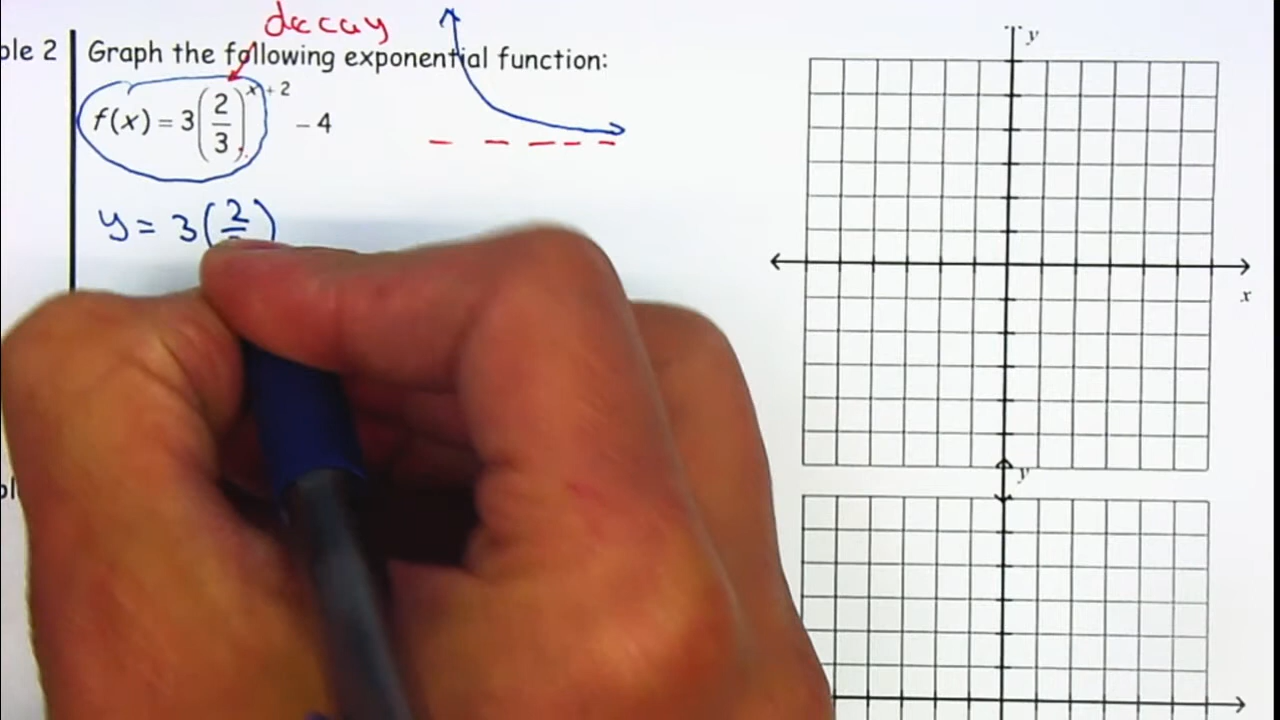 decay
ple 2 Graph the following exponential function:
f(x) = 3(2/3)^x + 2 - 4
y = 3(2/
y
x
y